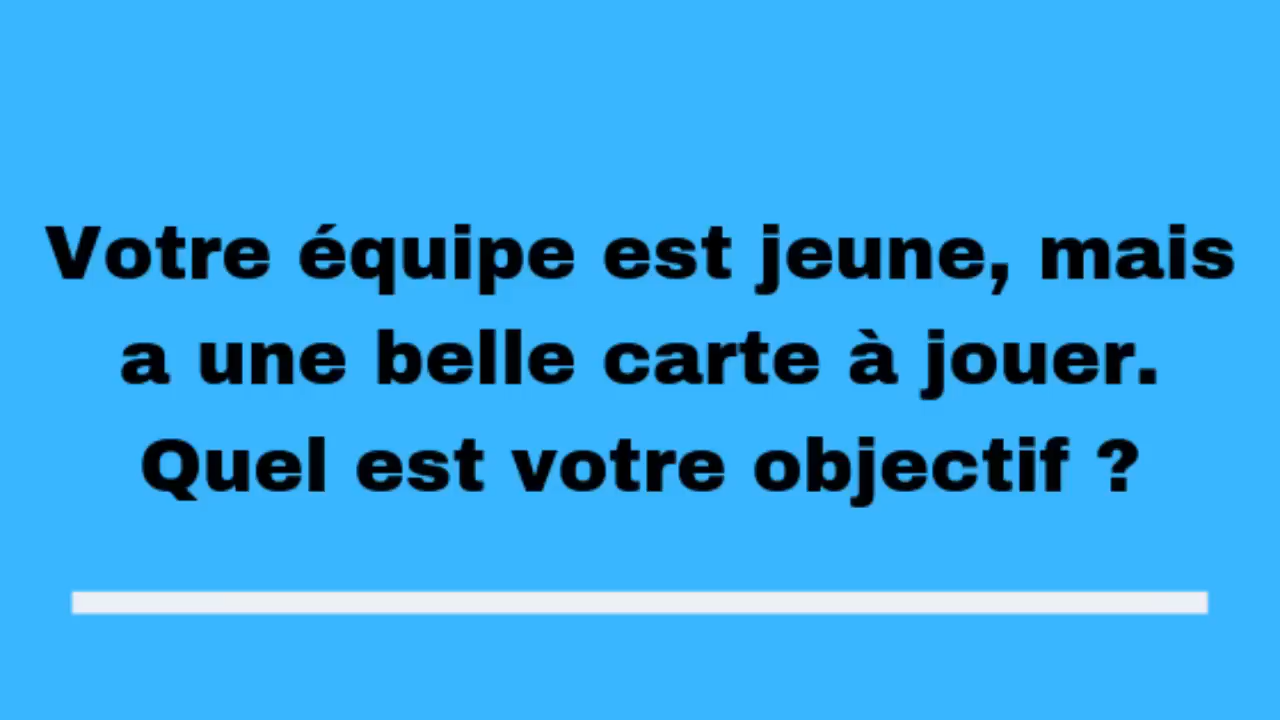 Votre équipe est jeune, mais
a une belle carte à jouer.
Quel est votre objectif ?